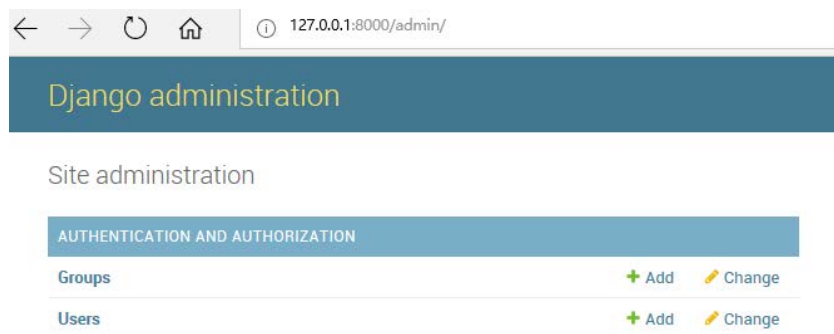 127.0.0.1:8000/admin/
Django administration
Site administration
AUTHENTICATION AND AUTHORIZATION
Groups Add Change
Users Add Change